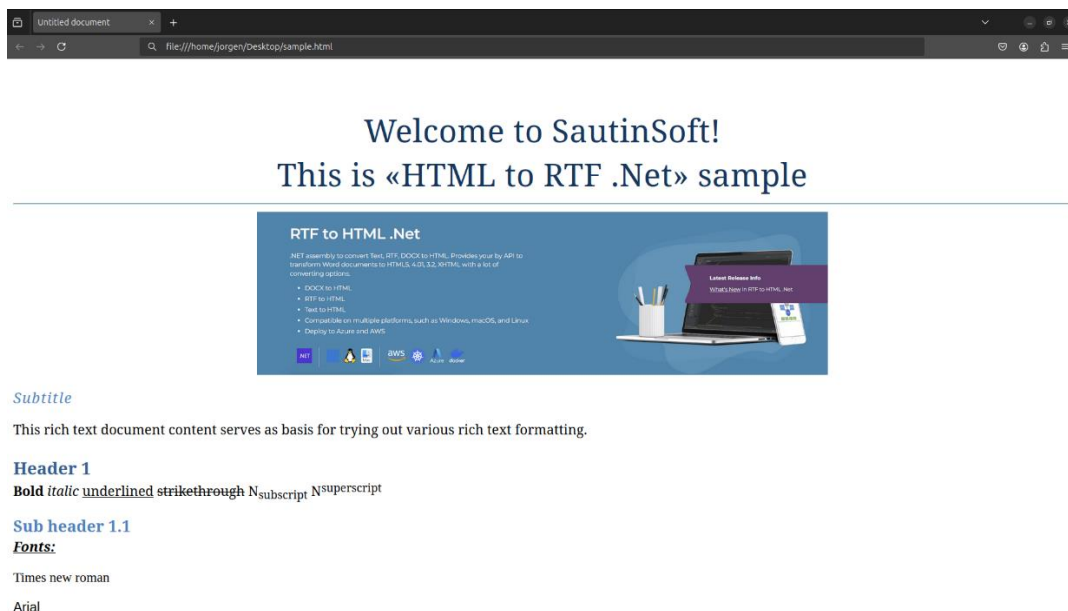 Untitled document
file:///home/jorgen/Desktop/sample.html
Welcome to SautinSoft!
This is «HTML to RTF .Net» sample
RTF to HTML .Net
.NET assembly to convert Text, RTF, DOCX to HTML. Provides your by API to
transform Word documents to HTML5, 4.01, 3.2, XHTML with a lot of
converting options.
• DOCX to HTML
• RTF to HTML
• Text to HTML
• Compatible on multiple platforms, such as Windows, macOS, and Linux
• Deploy to Azure and AWS
Latest Release Info
What's New in RTF to HTML .Net
.NET
aws
Azure
docker
Subtitle
This rich text document content serves as basis for trying out various rich text formatting.
Header 1
Bold italic underlined strikethrough Nsubscript Nsuperscript
Sub header 1.1
Fonts:
Times new roman
Arial